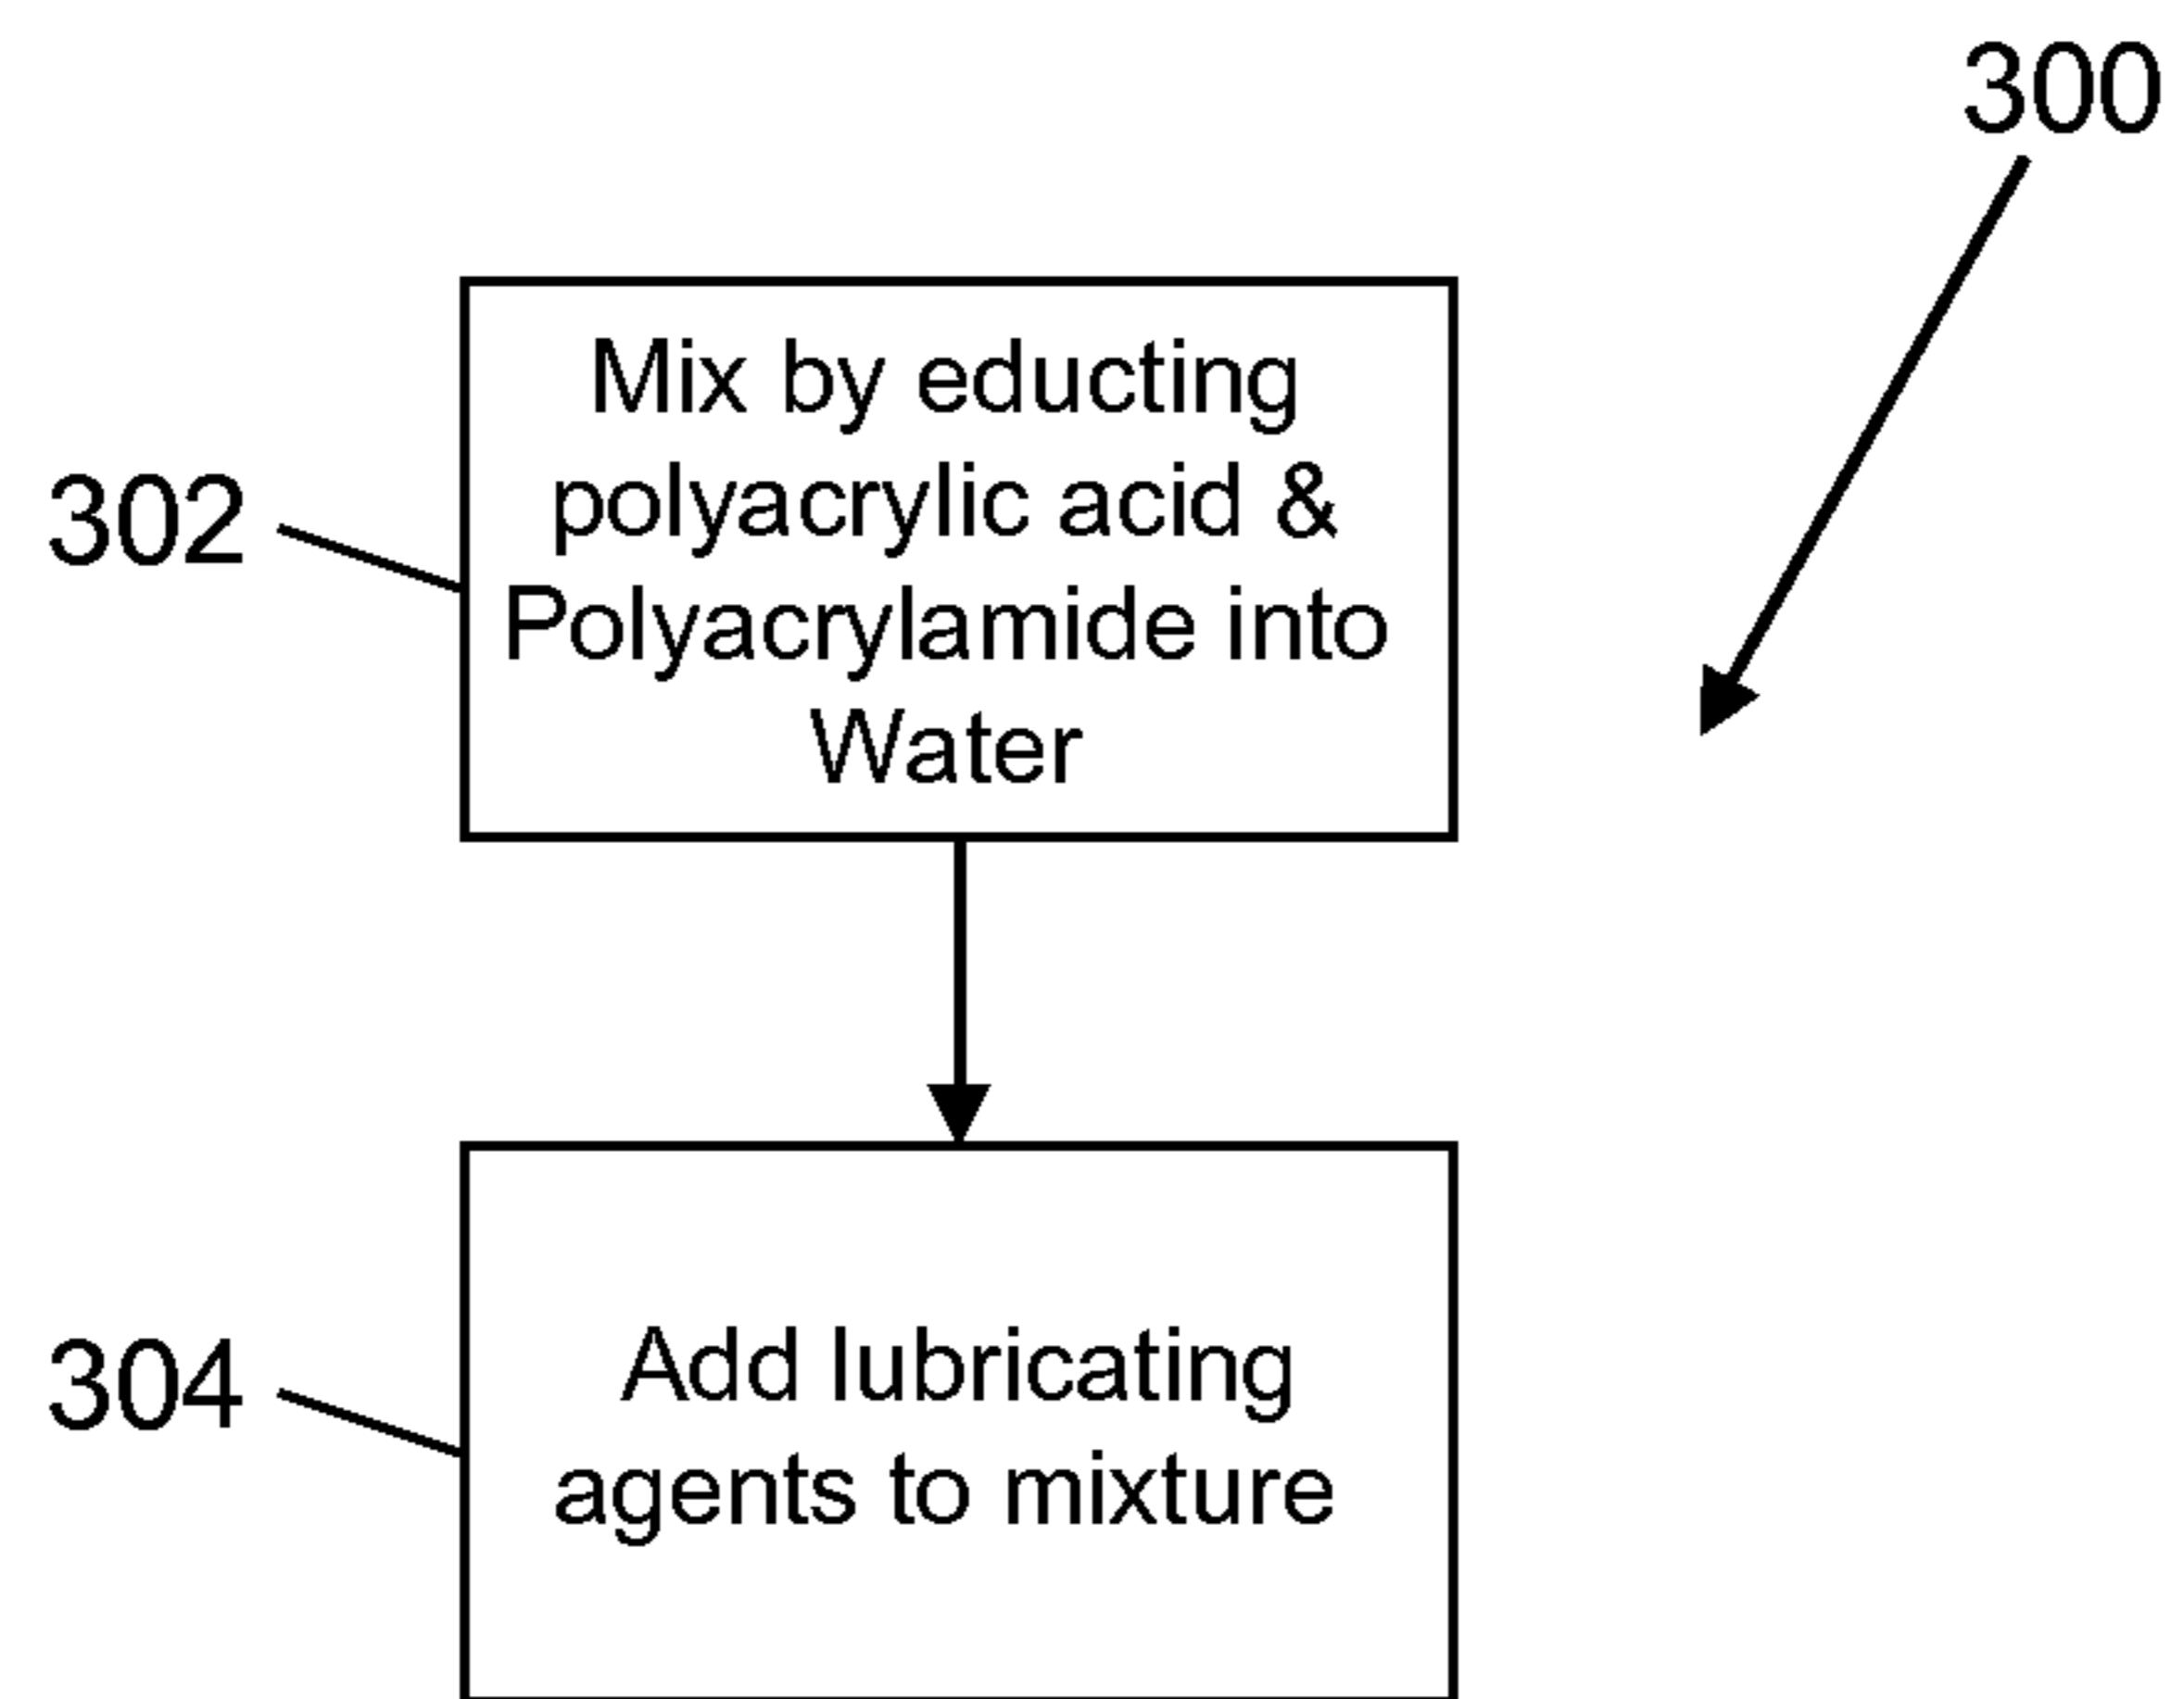 300
302
Mix by educting
polyacrylic acid &
Polyacrylamide into
Water
304
Add lubricating
agents to mixture